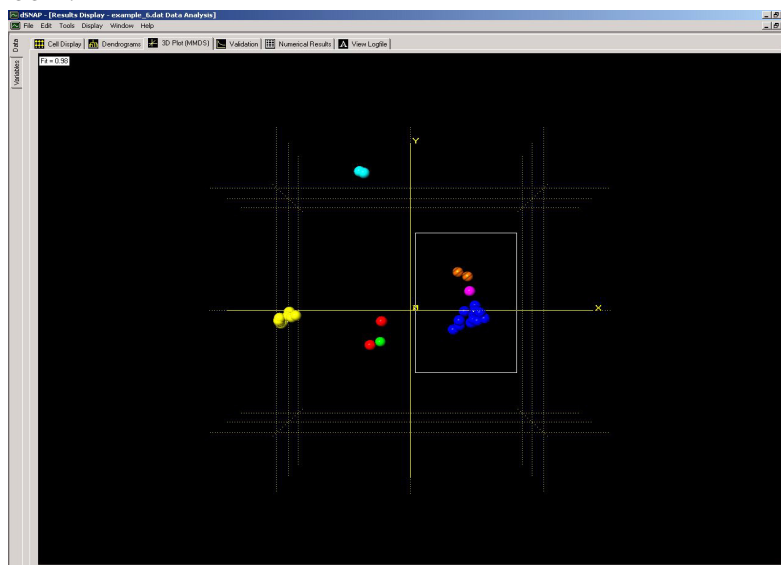 dSNAP - [Results Display - example_6.dat Data Analysis]
File Edit Tools Display Window Help
Data
Variables
Cell Display Dendrograms 3D Plot (MMDS) Validation Numerical Results View Logfile
Fit = 0.98
Y
X